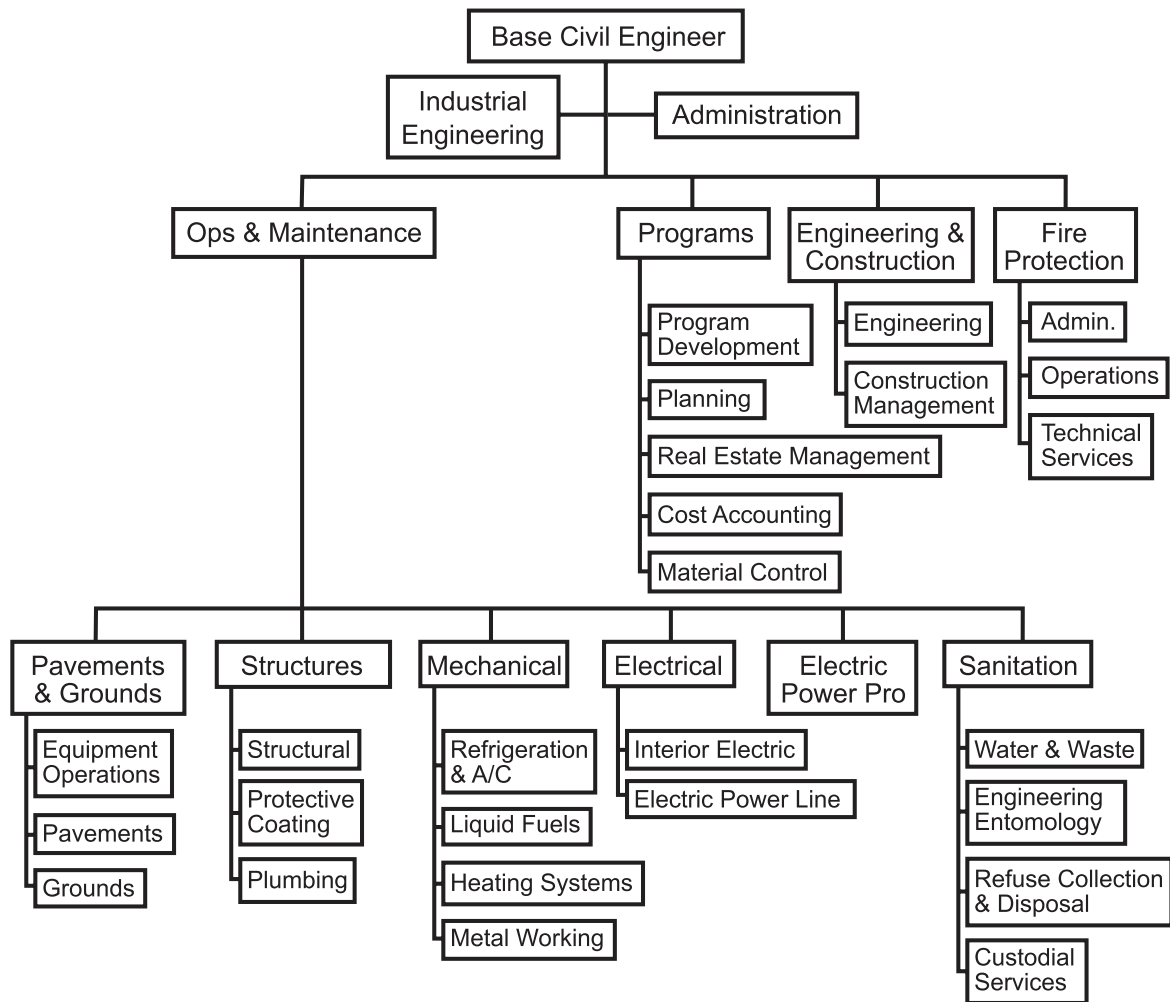 Base Civil Engineer
Industrial
Engineering
Administration
Ops & Maintenance
Programs
Engineering &
Construction
Fire
Protection
Program
Development
Planning
Real Estate Management
Cost Accounting
Material Control
Engineering
Construction
Management
Admin.
Operations
Technical
Services
Pavements
& Grounds
Equipment
Operations
Pavements
Grounds
Structures
Structural
Protective
Coating
Plumbing
Mechanical
Refrigeration
& A/C
Liquid Fuels
Heating Systems
Metal Working
Electrical
Interior Electric
Electric Power Line
Electric
Power Pro
Sanitation
Water & Waste
Engineering
Entomology
Refuse Collection
& Disposal
Custodial
Services